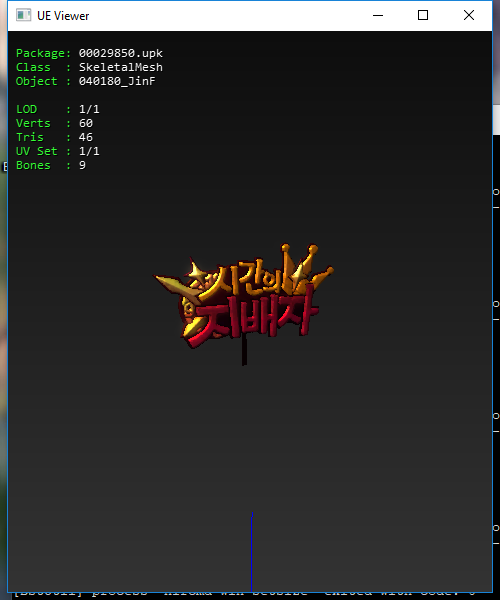 UE Viewer
Package: 00029850.upk
Class : SkeletalMesh
Object : 040180_JinF
LOD : 1/1
Verts : 60
Tris : 46
UV Set : 1/1
Bones : 9
시간의
지배자